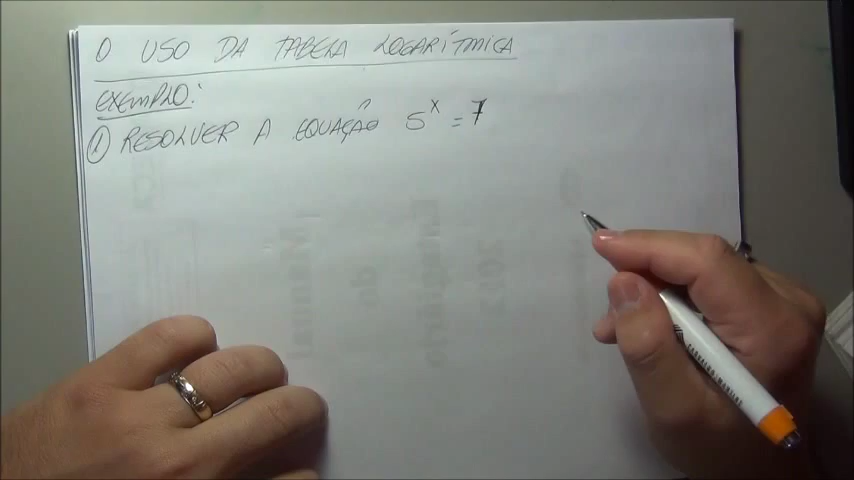 O USO DA TABELA LOGARÍTMICA
EXEMPLO:
① RESOLVER A EQUAÇÃO 5^x = 7